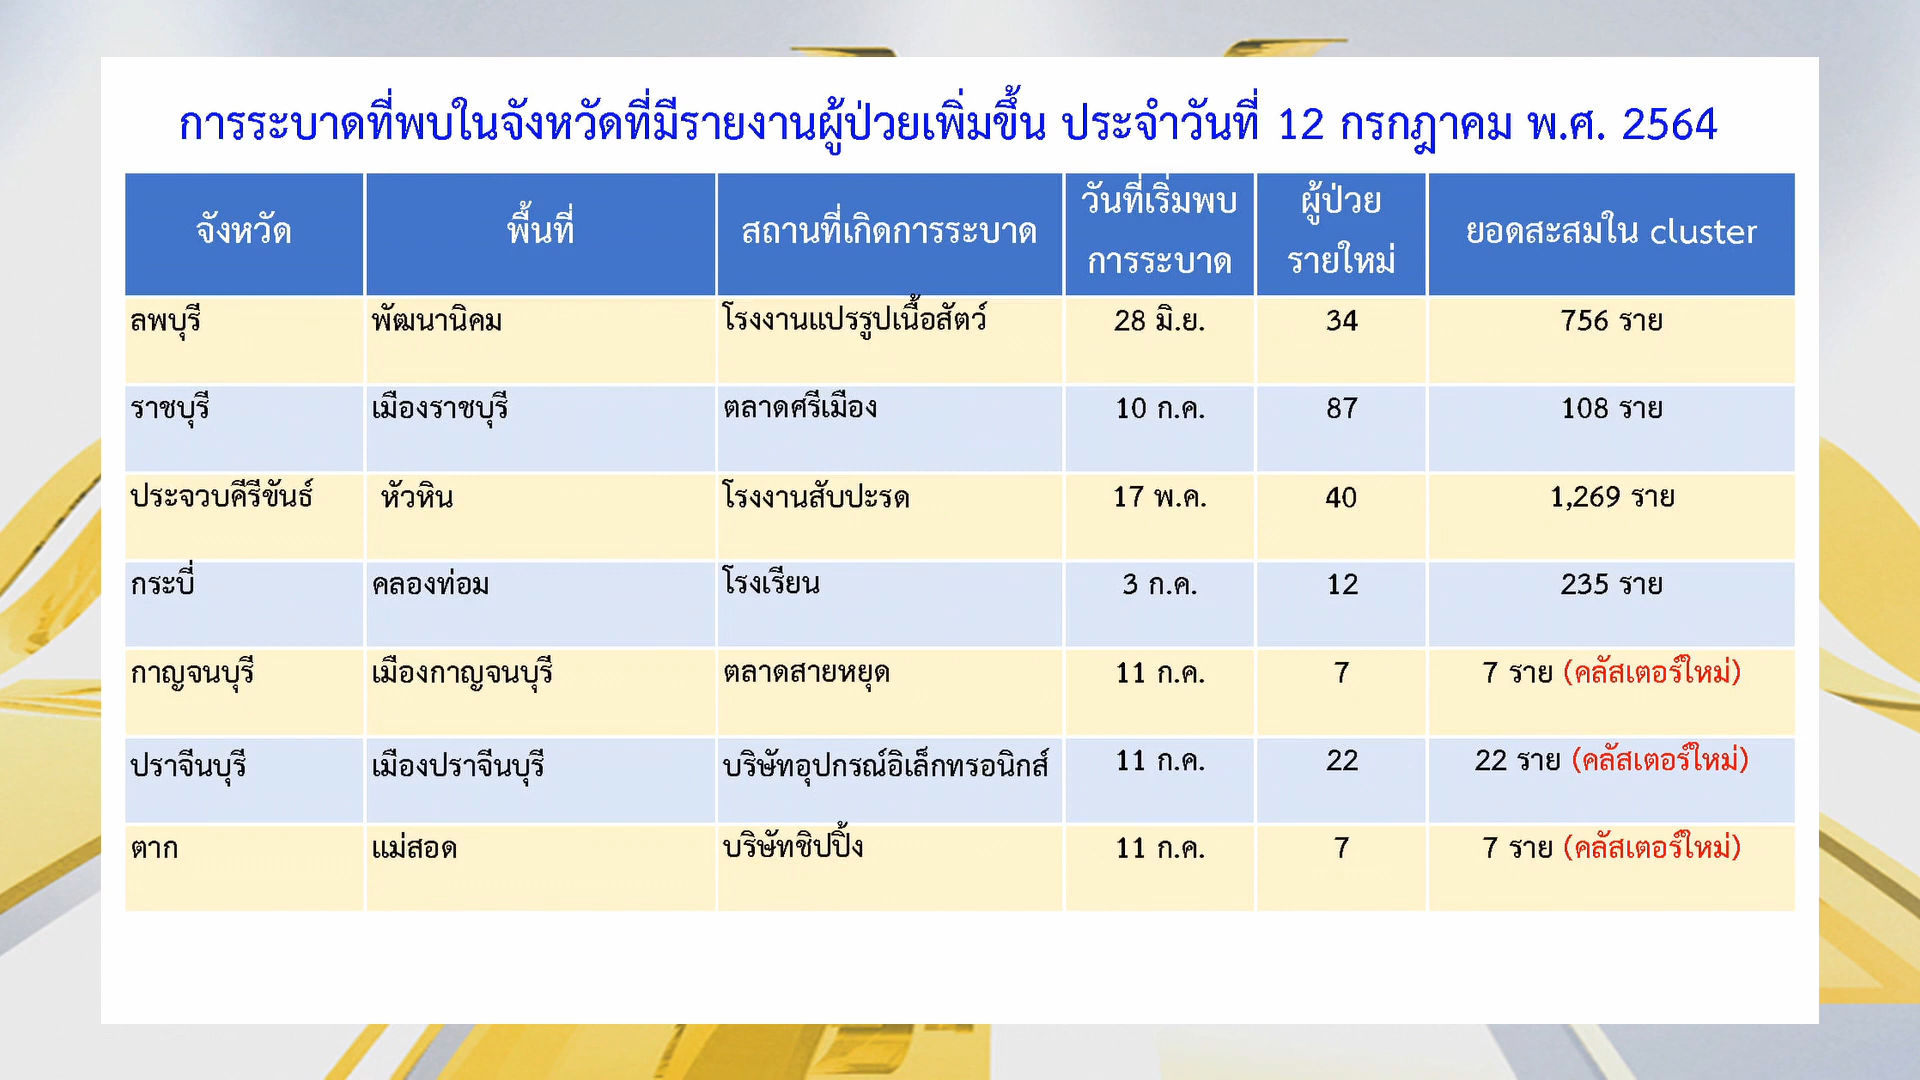 การระบาดที่พบในจังหวัดที่มีรายงานผู้ป่วยเพิ่มขึ้น ประจำวันที่ 12 กรกฎาคม พ.ศ. 2564
จังหวัด พื้นที่ สถานที่เกิดการระบาด วันที่เริ่มพบการระบาด ผู้ป่วยรายใหม่ ยอดสะสมใน cluster
ลพบุรี พัฒนานิคม โรงงานแปรรูปเนื้อสัตว์ 28 มิ.ย. 34 756 ราย
ราชบุรี เมืองราชบุรี ตลาดศรีเมือง 10 ก.ค. 87 108 ราย
ประจวบคีรีขันธ์ หัวหิน โรงงานสับปะรด 17 พ.ค. 40 1,269 ราย
กระบี่ คลองท่อม โรงเรียน 3 ก.ค. 12 235 ราย
กาญจนบุรี เมืองกาญจนบุรี ตลาดสายหยุด 11 ก.ค. 7 7 ราย (คลัสเตอร์ใหม่)
ปราจีนบุรี เมืองปราจีนบุรี บริษัทอุปกรณ์อิเล็กทรอนิกส์ 11 ก.ค. 22 22 ราย (คลัสเตอร์ใหม่)
ตาก แม่สอด บริษัทชิปปิ้ง 11 ก.ค. 7 7 ราย (คลัสเตอร์ใหม่)